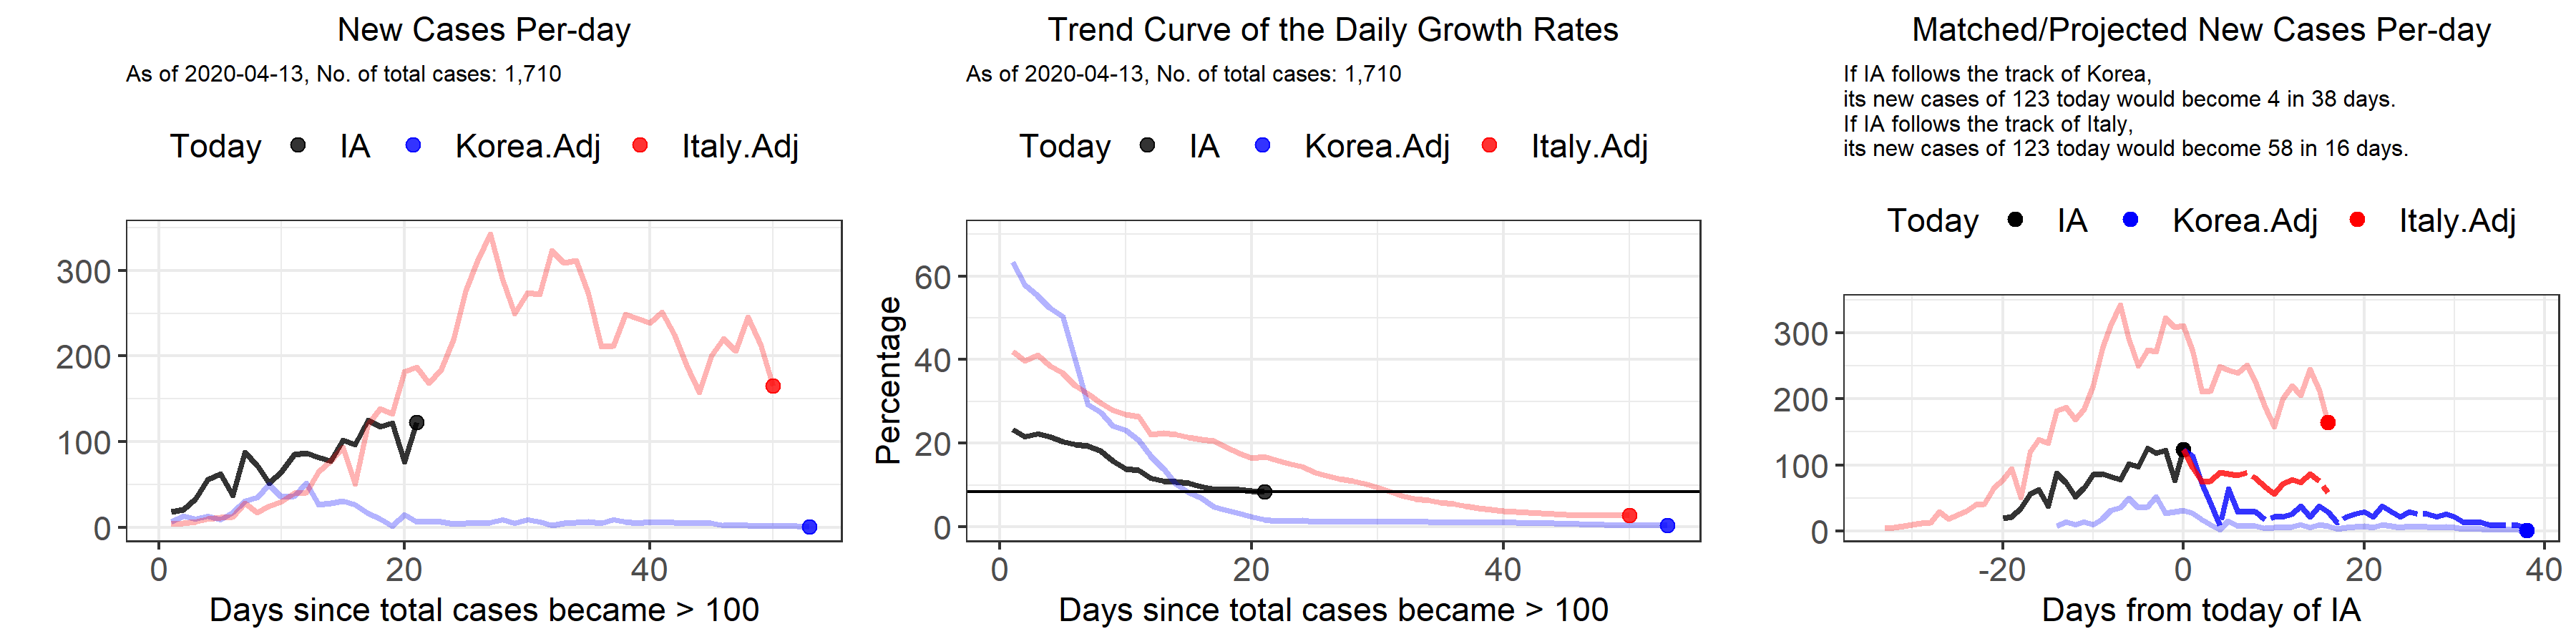 New Cases Per-day
As of 2020-04-13, No. of total cases: 1,710
Today IA Korea.Adj Italy.Adj
300
200
100
0
0 20 40
Days since total cases became > 100
Trend Curve of the Daily Growth Rates
As of 2020-04-13, No. of total cases: 1,710
Today IA Korea.Adj Italy.Adj
Percentage
60
40
20
0
0 20 40
Days since total cases became > 100
Matched/Projected New Cases Per-day
If IA follows the track of Korea,
its new cases of 123 today would become 4 in 38 days.
If IA follows the track of Italy,
its new cases of 123 today would become 58 in 16 days.
Today IA Korea.Adj Italy.Adj
300
200
100
0
-20 0 20 40
Days from today of IA